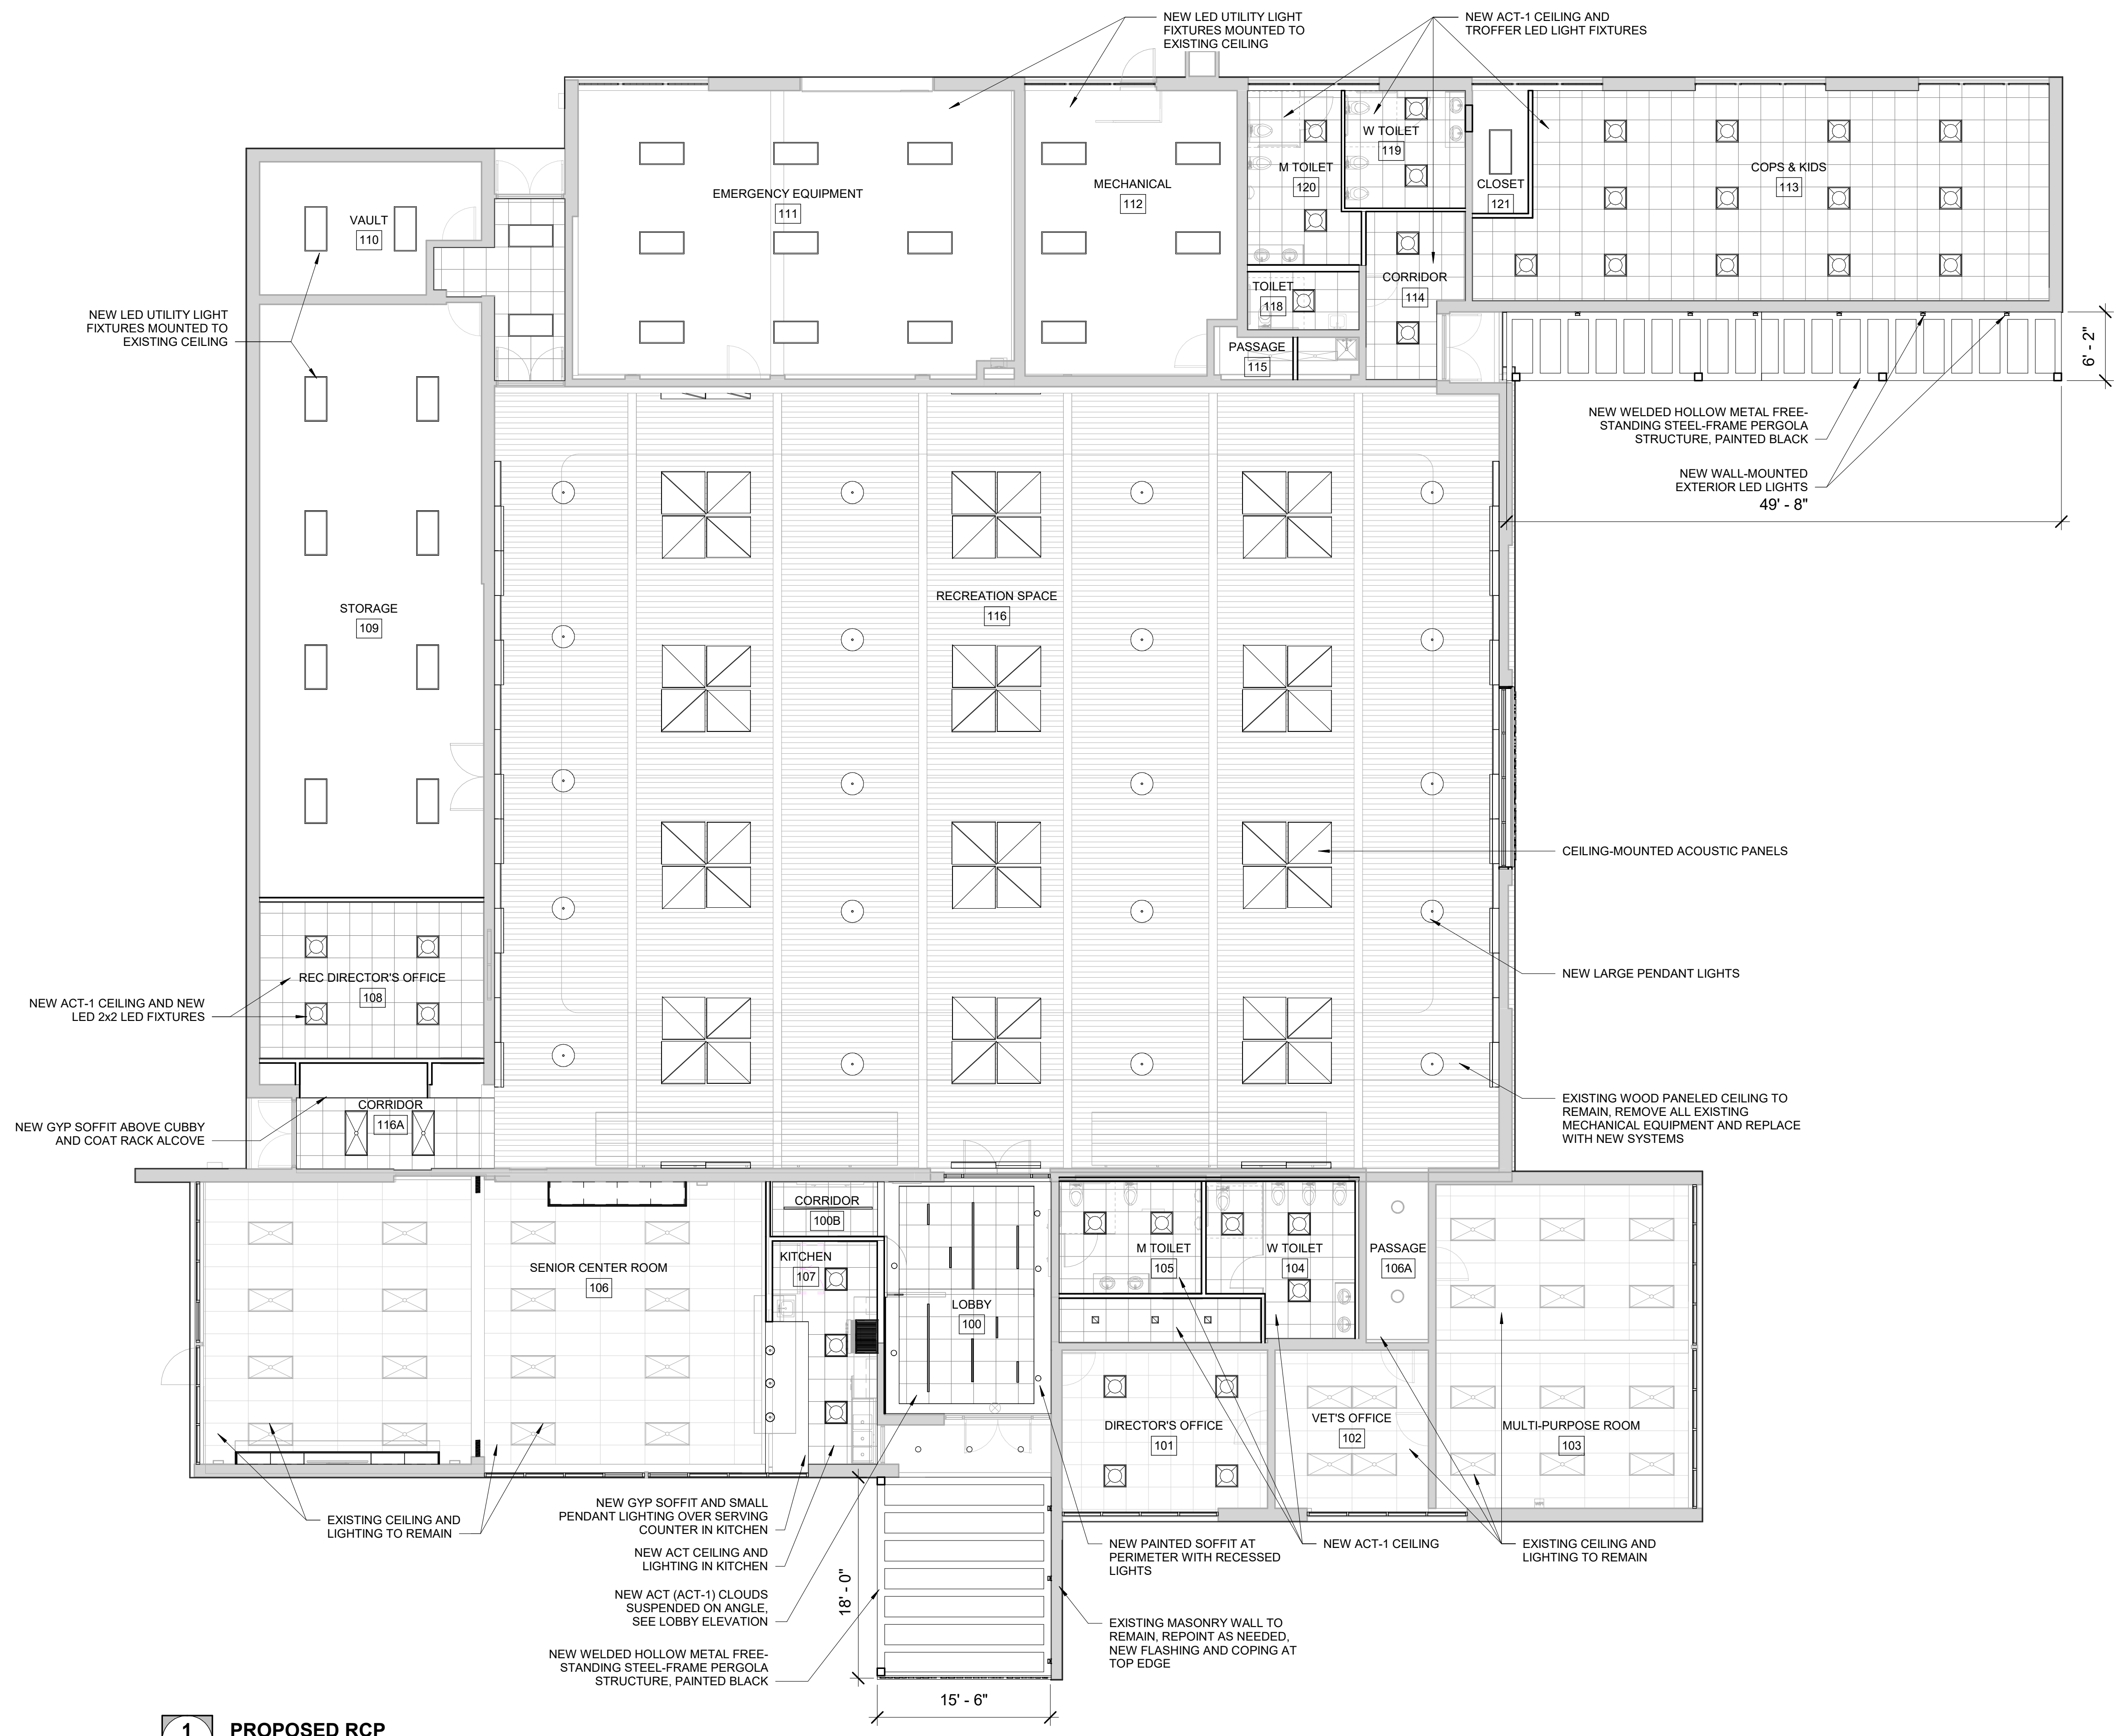 NEW LED UTILITY LIGHT
FIXTURES MOUNTED TO
EXISTING CEILING
NEW ACT-1 CEILING AND
TROFFER LED LIGHT FIXTURES
W TOILET
119
M TOILET
120
CLOSET
121
COPS & KIDS
113
EMERGENCY EQUIPMENT
111
MECHANICAL
112
VAULT
110
CORRIDOR
114
TOILET
118
PASSAGE
115
NEW LED UTILITY LIGHT
FIXTURES MOUNTED TO
EXISTING CEILING
6' - 2"
NEW WELDED HOLLOW METAL FREE-
STANDING STEEL-FRAME PERGOLA
STRUCTURE, PAINTED BLACK
NEW WALL-MOUNTED
EXTERIOR LED LIGHTS
49' - 8"
RECREATION SPACE
116
STORAGE
109
CEILING-MOUNTED ACOUSTIC PANELS
NEW LARGE PENDANT LIGHTS
REC DIRECTOR'S OFFICE
108
NEW ACT-1 CEILING AND NEW
LED 2x2 LED FIXTURES
CORRIDOR
116A
NEW GYP SOFFIT ABOVE CUBBY
AND COAT RACK ALCOVE
EXISTING WOOD PANELED CEILING TO
REMAIN, REMOVE ALL EXISTING
MECHANICAL EQUIPMENT AND REPLACE
WITH NEW SYSTEMS
CORRIDOR
100B
KITCHEN
107
SENIOR CENTER ROOM
106
LOBBY
100
M TOILET
105
W TOILET
104
PASSAGE
106A
DIRECTOR'S OFFICE
101
VET'S OFFICE
102
MULTI-PURPOSE ROOM
103
EXISTING CEILING AND
LIGHTING TO REMAIN
NEW GYP SOFFIT AND SMALL
PENDANT LIGHTING OVER SERVING
COUNTER IN KITCHEN
NEW ACT CEILING AND
LIGHTING IN KITCHEN
NEW ACT (ACT-1) CLOUDS
SUSPENDED ON ANGLE,
SEE LOBBY ELEVATION
NEW WELDED HOLLOW METAL FREE-
STANDING STEEL-FRAME PERGOLA
STRUCTURE, PAINTED BLACK
18' - 0"
15' - 6"
NEW PAINTED SOFFIT AT
PERIMETER WITH RECESSED
LIGHTS
NEW ACT-1 CEILING
EXISTING CEILING AND
LIGHTING TO REMAIN
EXISTING MASONRY WALL TO
REMAIN, REPOINT AS NEEDED,
NEW FLASHING AND COPING AT
TOP EDGE
1
PROPOSED RCP